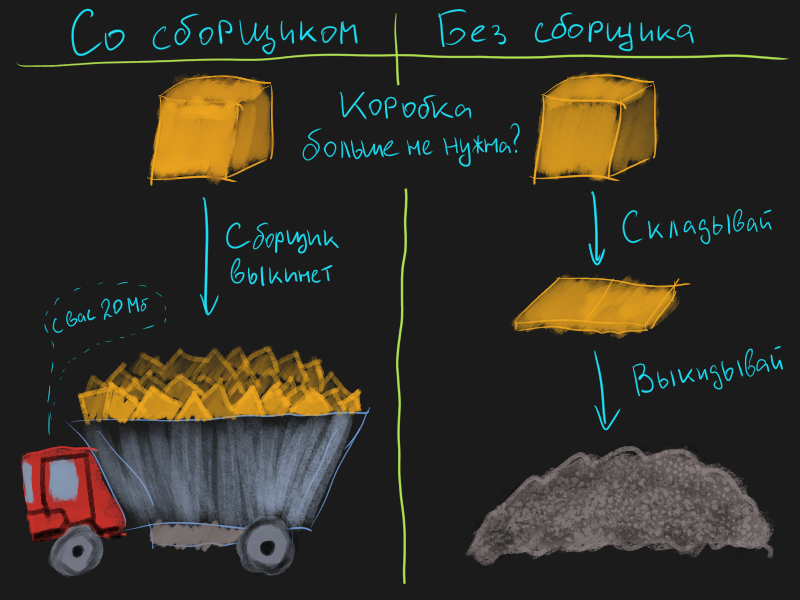 Со сборщиком
Без сборщика
Коробка
больше не нужна?
Сборщик
выкинет
Складывай
с вас 20 Мб
Выкидывай